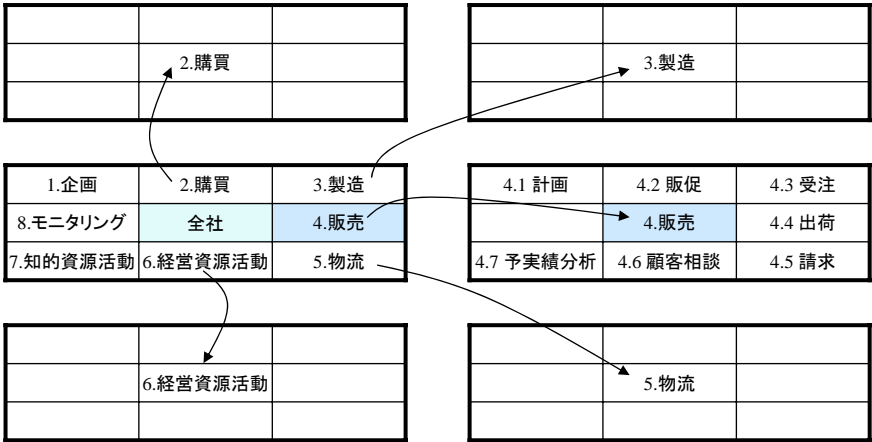 2.購買
3.製造
1.企画 2.購買 3.製造
8.モニタリング 全社 4.販売
7.知的資源活動 6.経営資源活動 5.物流
4.1 計画 4.2 販促 4.3 受注
4.販売 4.4 出荷
4.7 予実績分析 4.6 顧客相談 4.5 請求
6.経営資源活動
5.物流